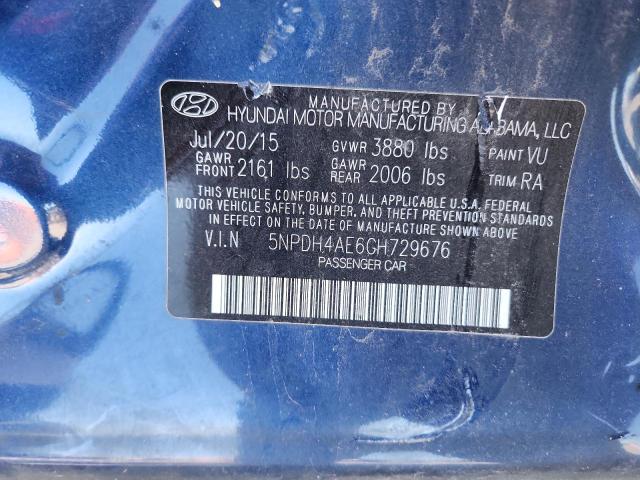 MANUFACTURED BY
HYUNDAI MOTOR MANUFACTURING ALABAMA, LLC
Jul/20/15 GVWR 3880 lbs PAINT VU
GAWR FRONT 2161 lbs GAWR REAR 2006 lbs TRIM RA
THIS VEHICLE CONFORMS TO ALL APPLICABLE U.S.A. FEDERAL
MOTOR VEHICLE SAFETY, BUMPER, AND THEFT PREVENTION STANDARDS
IN EFFECT ON THE DATE OF MANUFACTURE SHOWN ABOVE
V.I.N 5NPDH4AE6GH729676
PASSENGER CAR